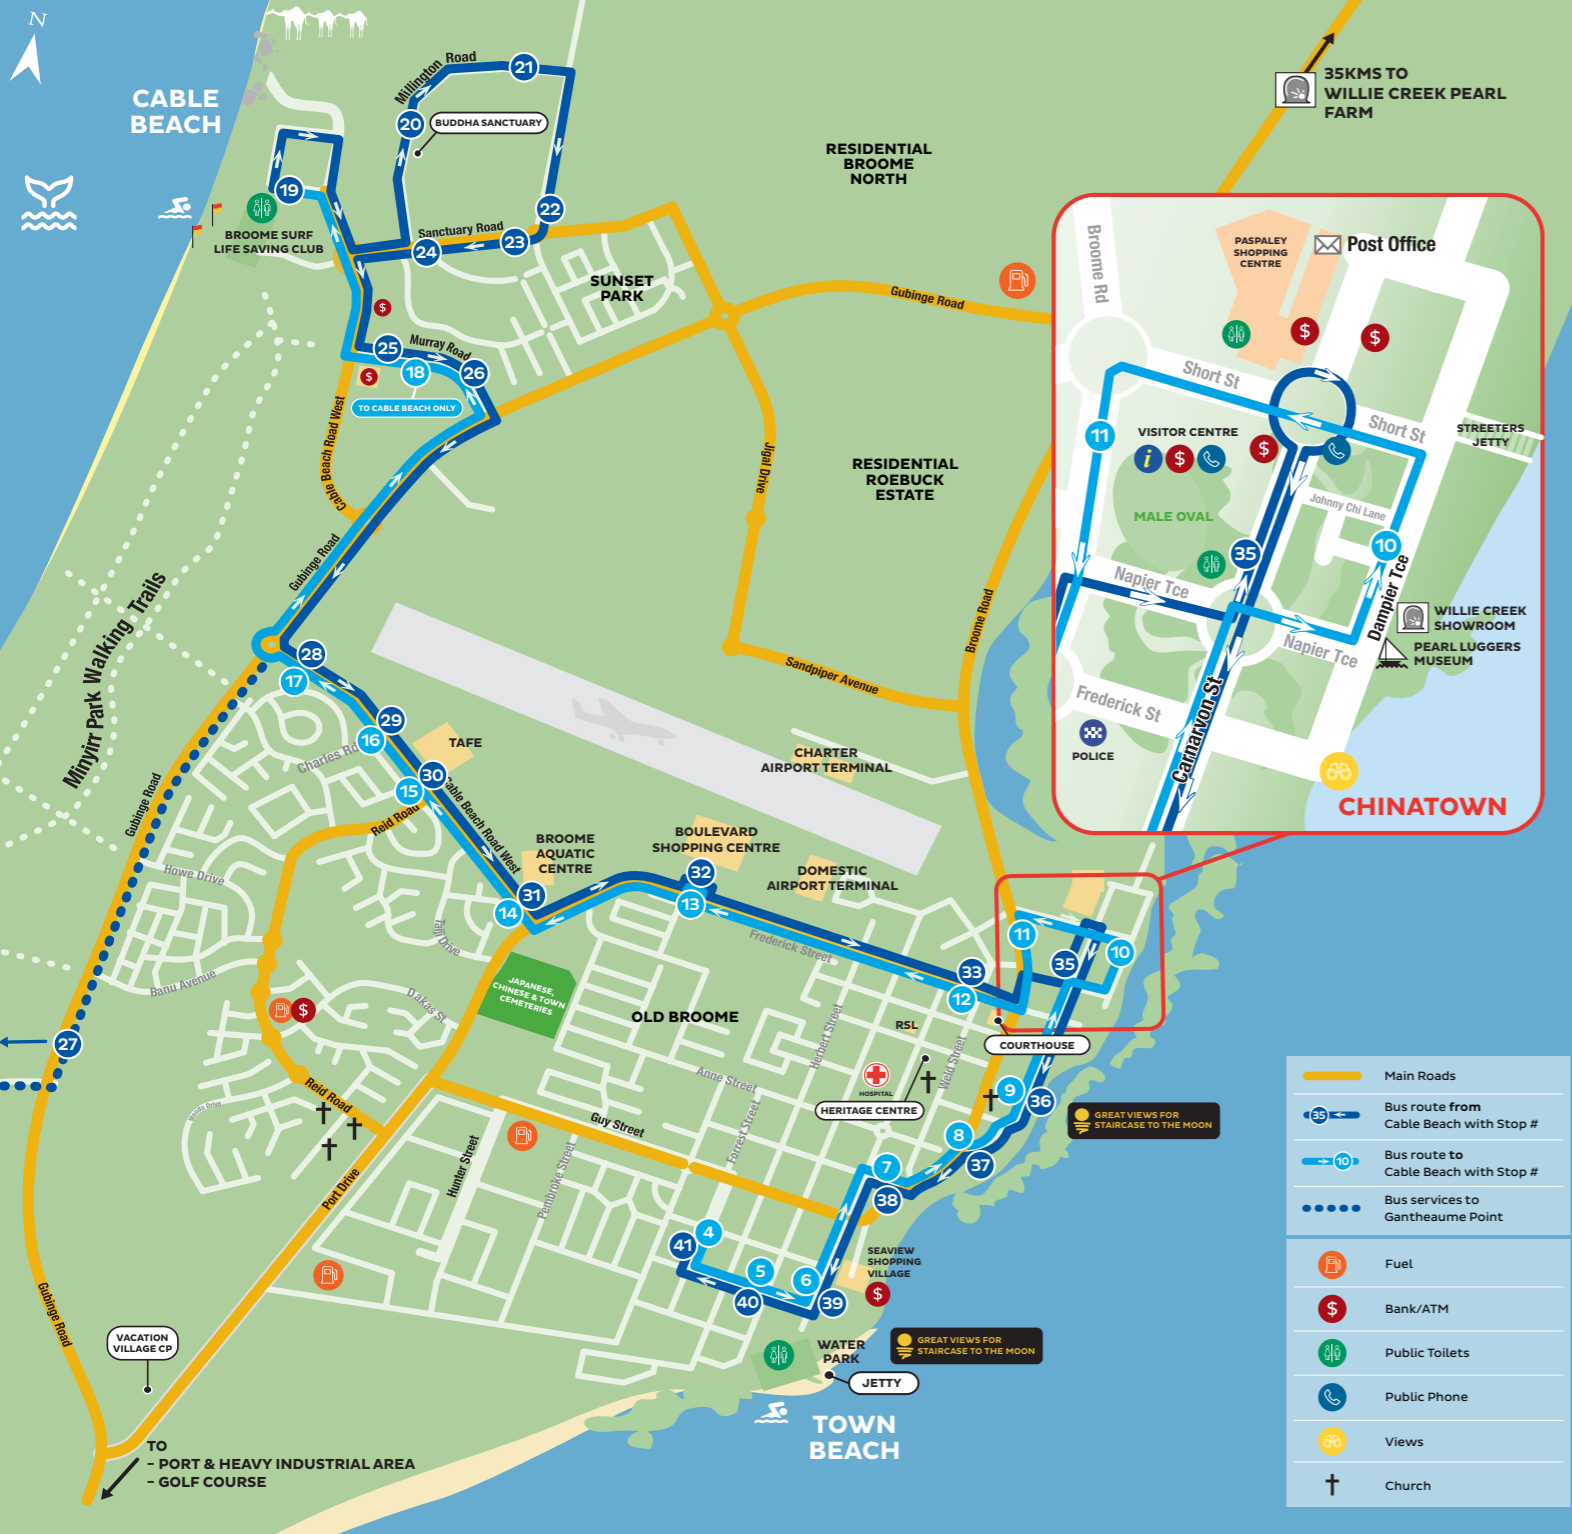 N
CABLE
BEACH
Millington Road
21
20
BUDDHA SANCTUARY
19
BROOME SURF
LIFE SAVING CLUB
22
Sanctuary Road
23
24
SUNSET
PARK
RESIDENTIAL
BROOME
NORTH
35KMS TO
WILLIE CREEK PEARL
FARM
Gubinge Road
$
25
Murray Road
18
26
$
TO CABLE BEACH ONLY
Cable Beach Road West
Jigal Drive
RESIDENTIAL
ROEBUCK
ESTATE
Gubinge Road
Minyirr Park Walking Trails
Broome Road
Sandpiper Avenue
28
17
29
16
Charles Rd
TAFE
30
15
Reid Road
Cable Beach Road West
CHARTER
AIRPORT TERMINAL
Gubinge Road
BROOME
AQUATIC
CENTRE
BOULEVARD
SHOPPING CENTRE
DOMESTIC
AIRPORT TERMINAL
32
13
31
14
Howe Drive
Frederick Street
Banu Avenue
Dakas St.
JAPANESE,
CHINESE & TOWN
CEMETERIES
OLD BROOME
33
12
11
35
10
$
27
RSL
COURTHOUSE
Herbert Street
Weld Street
Anne Street
HOSPITAL
HERITAGE CENTRE
9
36
GREAT VIEWS FOR
STAIRCASE TO THE MOON
Reid Road
Guy Street
Forrest Street
8
37
7
38
Hunter Street
Pembroke Street
Port Drive
4
41
5
6
40
39
SEAVIEW
SHOPPING
VILLAGE
$
Gubinge Road
VACATION
VILLAGE CP
WATER
PARK
GREAT VIEWS FOR
STAIRCASE TO THE MOON
JETTY
TOWN
BEACH
TO
- PORT & HEAVY INDUSTRIAL AREA
- GOLF COURSE
Broome Rd
PASPALEY
SHOPPING
CENTRE
Post Office
$
$
Short St
Short St
STREETERS
JETTY
11
VISITOR CENTRE
i
$
$
Johnny Chi Lane
MALE OVAL
35
10
Napier Tce
Dampier Tce
Napier Tce
WILLIE CREEK
SHOWROOM
PEARL LUGGERS
MUSEUM
Frederick St
Carnarvon St
POLICE
CHINATOWN
Main Roads
35
Bus route from
Cable Beach with Stop #
10
Bus route to
Cable Beach with Stop #
Bus services to
Gantheaume Point
Fuel
$
Bank/ATM
Public Toilets
Public Phone
Views
Church